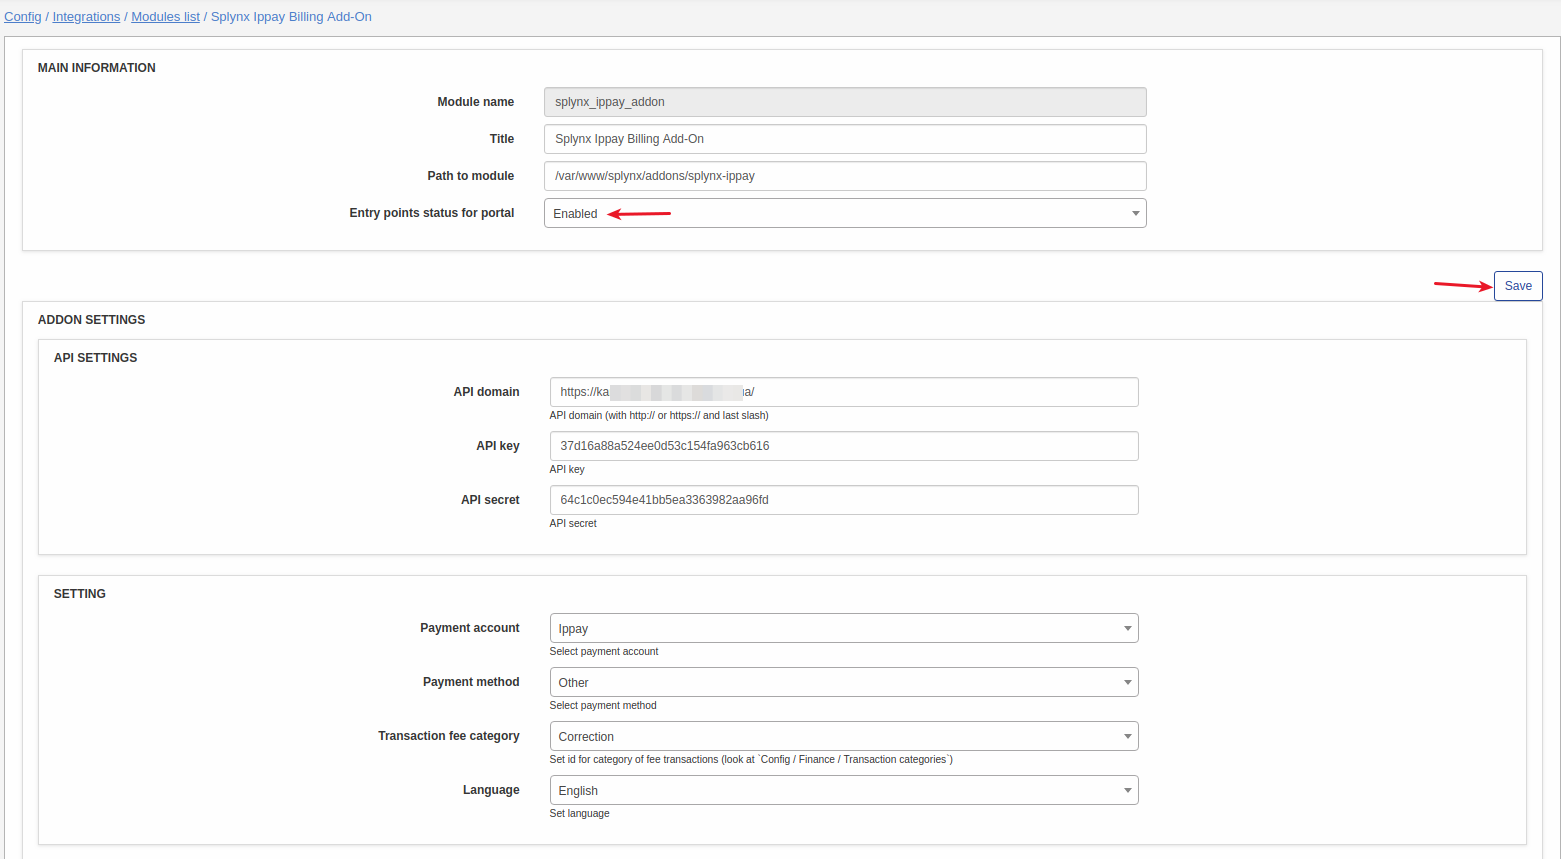 Config / Integrations / Modules list / Splynx Ippay Billing Add-On
MAIN INFORMATION
Module name splynx_ippay_addon
Title Splynx Ippay Billing Add-On
Path to module /var/www/splynx/addons/splynx-ippay
Entry points status for portal Enabled
Save
ADDON SETTINGS
API SETTINGS
API domain https://ka a/
API domain (with http:// or https:// and last slash)
API key 37d16a88a524ee0d53c154fa963cb616
API key
API secret 64c1c0ec594e41bb5ea3363982aa96fd
API secret
SETTING
Payment account Ippay
Select payment account
Payment method Other
Select payment method
Transaction fee category Correction
Set id for category of fee transactions (look at `Config / Finance / Transaction categories`)
Language English
Set language